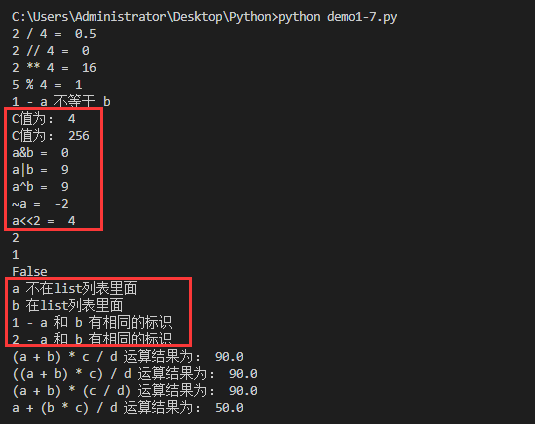 C:\Users\Administrator\Desktop\Python>python demo1-7.py
2 / 4 =  0.5
2 // 4 =  0
2 ** 4 =  16
5 % 4 =  1
1 - a 不等于 b
C值为： 4
C值为： 256
a&b =  0
a|b =  9
a^b =  9
~a =  -2
a<<2 =  4
2
1
False
a 不在list列表里面
b 在list列表里面
1 - a 和 b 有相同的标识
2 - a 和 b 有相同的标识
(a + b) * c / d 运算结果为： 90.0
((a + b) * c) / d 运算结果为： 90.0
(a + b) * (c / d) 运算结果为： 90.0
a + (b * c) / d 运算结果为： 50.0